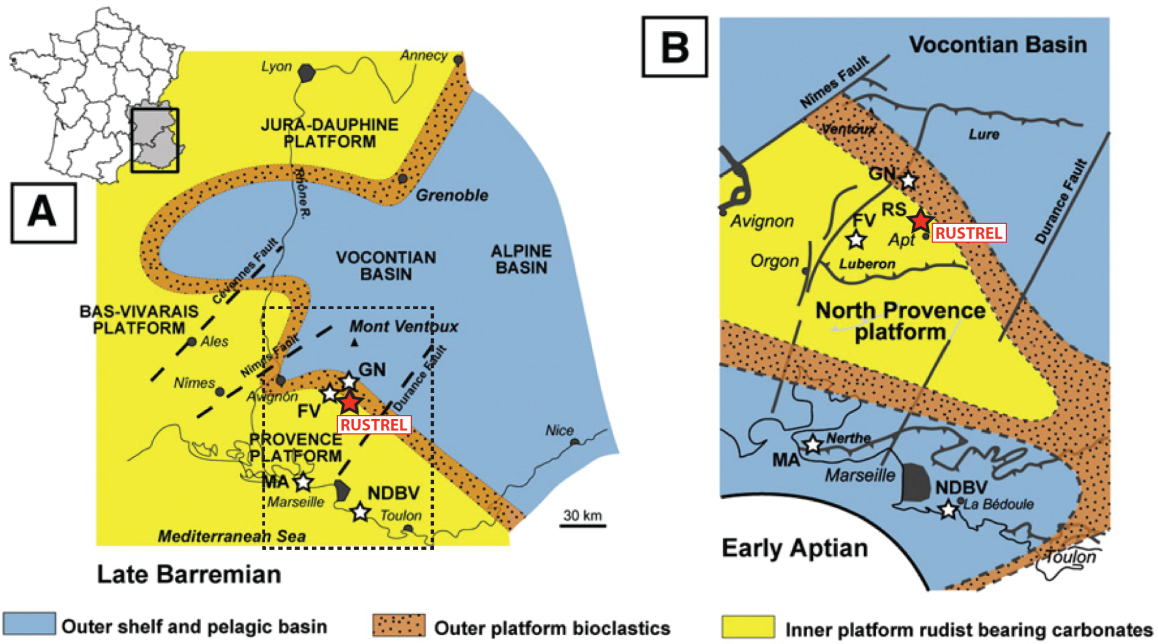 A
Lyon
Annecy
JURA-DAUPHINE
PLATFORM
Rhône R.
Grenoble
VOCONTIAN
BASIN
ALPINE
BASIN
Cévennes Fault
BAS-VIVARAIS
PLATFORM
Ales
Mont Ventoux
Nîmes Fault
Nîmes
Avignon
GN
Durance Fault
FV
RUSTREL
PROVENCE
PLATFORM
Nice
MA
Marseille
NDBV
Toulon
30 km
Mediterranean Sea
Late Barremian
B
Vocontian Basin
Nîmes Fault
Ventoux
Lure
GN
Durance Fault
Avignon
RS
FV
RUSTREL
Apt
Orgon
Luberon
North Provence
platform
Nerthe
MA
Marseille
NDBV
La Bédoule
Early Aptian
Toulon
Outer shelf and pelagic basin
Outer platform bioclastics
Inner platform rudist bearing carbonates